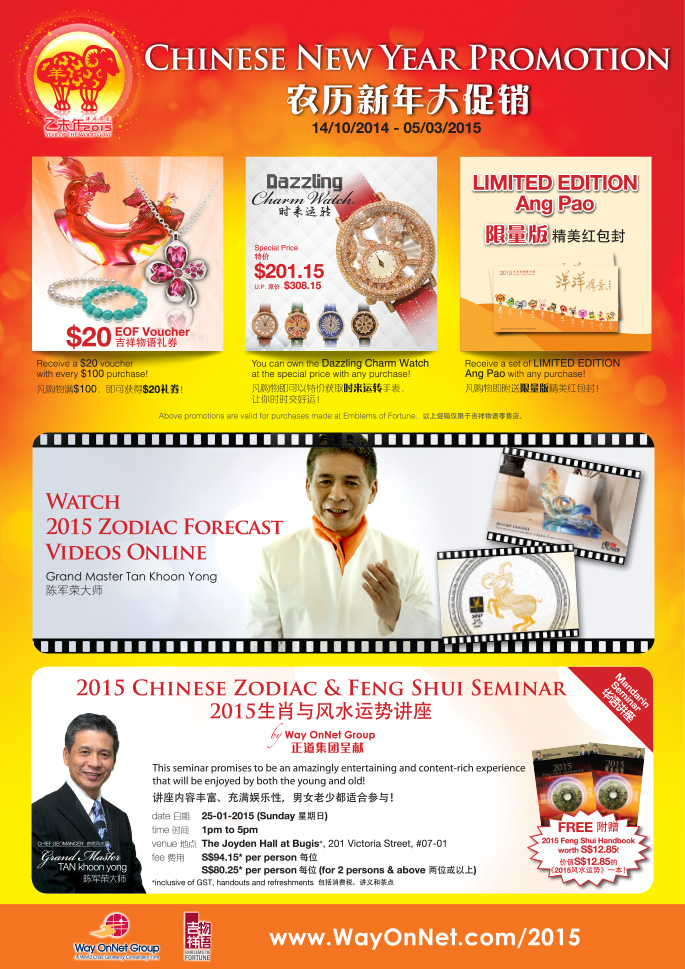 CHINESE NEW YEAR PROMOTION
农历新年大促销
14/10/2014 - 05/03/2015
羊
乙未年2015
YEAR OF THE WOOD GOAT
$20 EOF Voucher
吉祥物语礼券
Receive a $20 voucher
with every $100 purchase!
凡购物满$100，即可获得$20礼券!
Dazzling
Charm Watch
时来运转
Special Price
特价
$201.15
U.P. 原价 $308.15
You can own the Dazzling Charm Watch
at the special price with any purchase!
凡购物即可以特价获取时来运转手表，
让你时时交好运!
LIMITED EDITION
Ang Pao
限量版 精美红包封
Receive a set of LIMITED EDITION
Ang Pao with any purchase!
凡购物即附送限量版精美红包封!
Above promotions are valid for purchases made at Emblems of Fortune. 以上促销仅限于吉祥物语零售店。
WATCH
2015 ZODIAC FORECAST
VIDEOS ONLINE
Grand Master Tan Khoon Yong
陈军荣大师
2015 CHINESE ZODIAC & FENG SHUI SEMINAR
2015生肖与风水运势讲座
Mandarin
Seminar
华语讲座
by Way OnNet Group
正道集团呈献
This seminar promises to be an amazingly entertaining and content-rich experience
that will be enjoyed by both the young and old!
讲座内容丰富、充满娱乐性，男女老少都适合参与!
date 日期 25-01-2015 (Sunday 星期日)
time 时间 1pm to 5pm
venue 地点 The Joyden Hall at Bugis*, 201 Victoria Street, #07-01
fee 费用 S$94.15* per person 每位
S$80.25* per person 每位 (for 2 persons & above 两位或以上)
*inclusive of GST, handouts and refreshments 包括消费税、讲义和茶点
CHIEF GEOMANCER
Grand Master
TAN khoon yong
陈军荣大师
2015
2015
FREE 附赠
2015 Feng Shui Handbook
worth S$12.85!
价值S$12.85的
《2015风水运势》一本!
Way OnNet Group
A World Class Geomancy Consultancy Firm
吉祥物语
EMBLEMS OF
FORTUNE
www.WayOnNet.com/2015